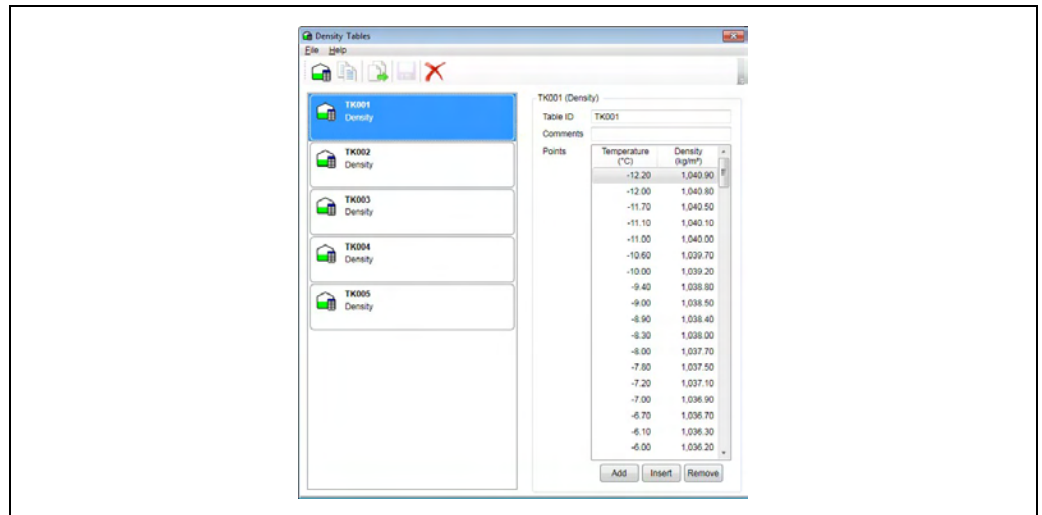 Density Tables
File Help
TK001
Density
TK002
Density
TK003
Density
TK004
Density
TK005
Density
TK001 (Density)
Table ID TK001
Comments
Points Temperature (°C) Density (kg/m³)
-12.20 1,040.90
-12.00 1,040.80
-11.70 1,040.50
-11.10 1,040.10
-11.00 1,040.00
-10.60 1,039.70
-10.00 1,039.20
-9.40 1,038.80
-9.00 1,038.50
-8.90 1,038.40
-8.30 1,038.00
-8.00 1,037.70
-7.80 1,037.50
-7.20 1,037.10
-7.00 1,036.90
-6.70 1,036.70
-6.10 1,036.30
-6.00 1,036.20
Add Insert Remove